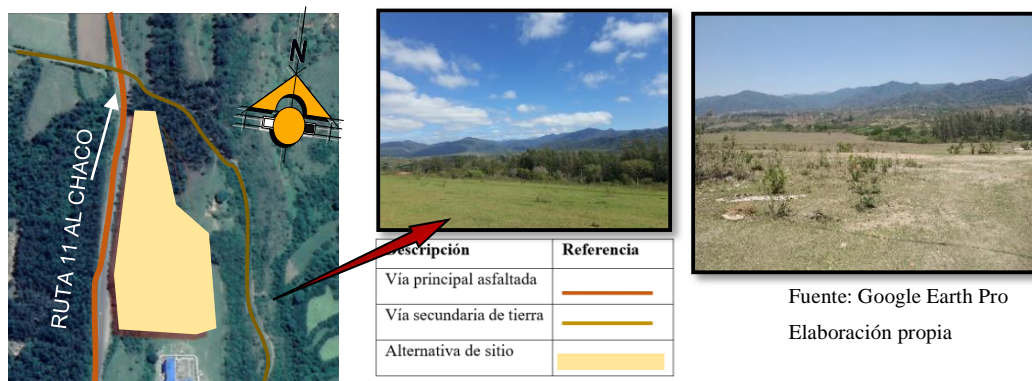 RUTA 11 AL CHACO
N
Descripción Referencia
Vía principal asfaltada
Vía secundaria de tierra
Alternativa de sitio
Fuente: Google Earth Pro
Elaboración propia